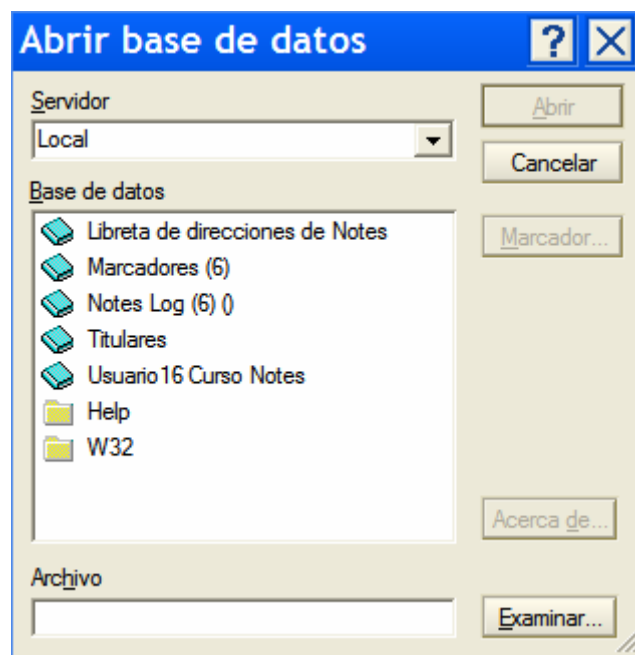 Abrir base de datos
?
Servidor
Abrir
Local
Cancelar
Base de datos
Libreta de direcciones de Notes
Marcador...
Marcadores (6)
Notes Log (6) ()
Titulares
Usuario16 Curso Notes
Help
W32
Acerca de...
Archivo
Examinar...